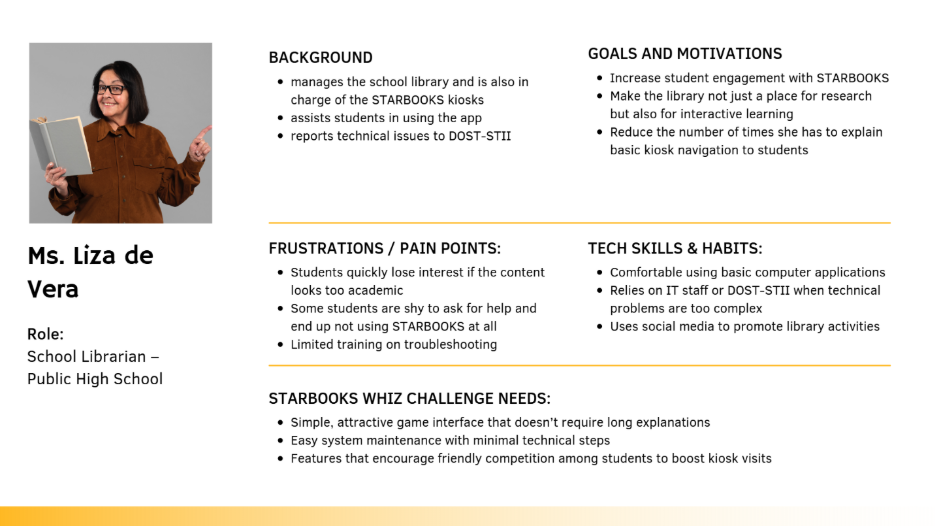 Ms. Liza de
Vera
Role:
School Librarian –
Public High School
BACKGROUND
manages the school library and is also in
charge of the STARBOOKS kiosks
assists students in using the app
reports technical issues to DOST-STII
GOALS AND MOTIVATIONS
Increase student engagement with STARBOOKS
Make the library not just a place for research
but also for interactive learning
Reduce the number of times she has to explain
basic kiosk navigation to students
FRUSTRATIONS / PAIN POINTS:
Students quickly lose interest if the content
looks too academic
Some students are shy to ask for help and
end up not using STARBOOKS at all
Limited training on troubleshooting
TECH SKILLS & HABITS:
Comfortable using basic computer applications
Relies on IT staff or DOST-STII when technical
problems are too complex
Uses social media to promote library activities
STARBOOKS WHIZ CHALLENGE NEEDS:
Simple, attractive game interface that doesn't require long explanations
Easy system maintenance with minimal technical steps
Features that encourage friendly competition among students to boost kiosk visits